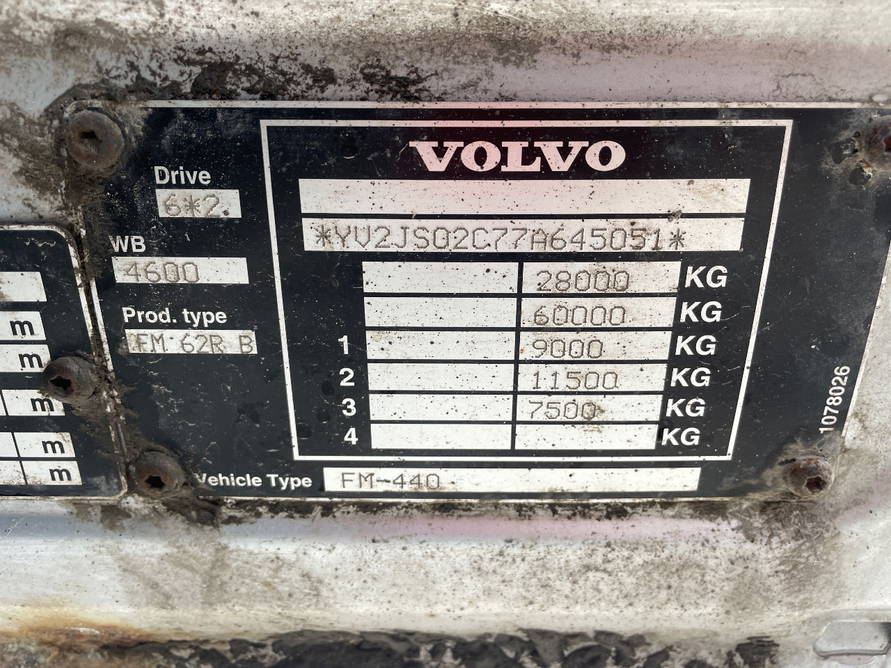 VOLVO
Drive
6*2
*YV2JS02C77A645051*
WB
4600
28000 KG
60000 KG
Prod. type
FM 62R B
1 9000 KG
2 11500 KG
3 7500 KG
4 KG
Vehicle Type FM-440
1078026
m
m
m
m
m